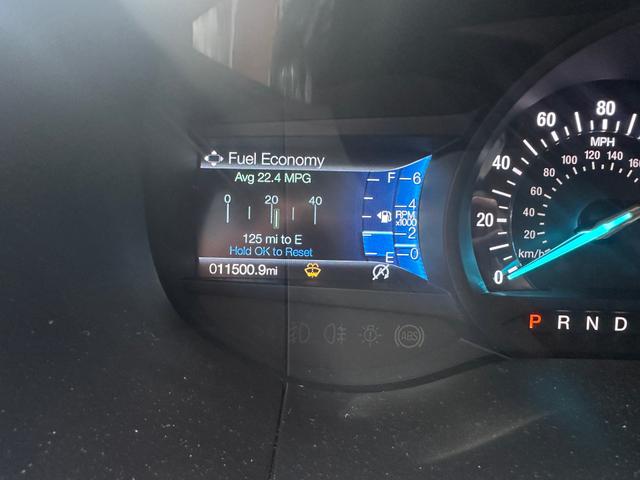 Fuel Economy
Avg 22.4 MPG
0 20 40
125 mi to E
Hold OK to Reset
011500.9mi
F
E
6
4
RPM
x1000
2
0
0 20 40 60 80
MPH
20 40 60 80 100 120 140 160
km/h
P R N D
ABS